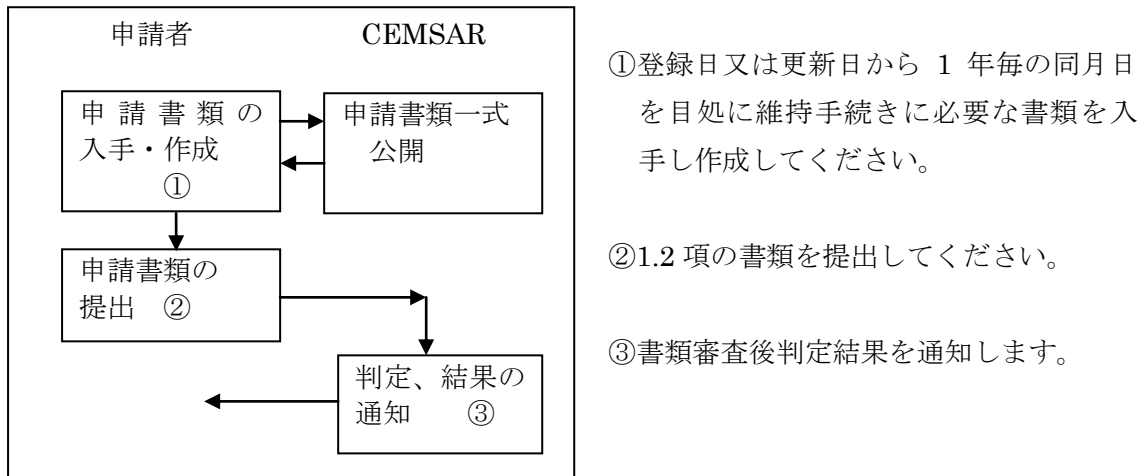 申請者
CEMSAR
申請書類の
入手・作成
①
申請書類一式
公開
申請書類の
提出 ②
判定、結果の
通知 ③
①登録日又は更新日から 1 年毎の同月日
を目処に維持手続きに必要な書類を入
手し作成してください。
②1.2 項の書類を提出してください。
③書類審査後判定結果を通知します。